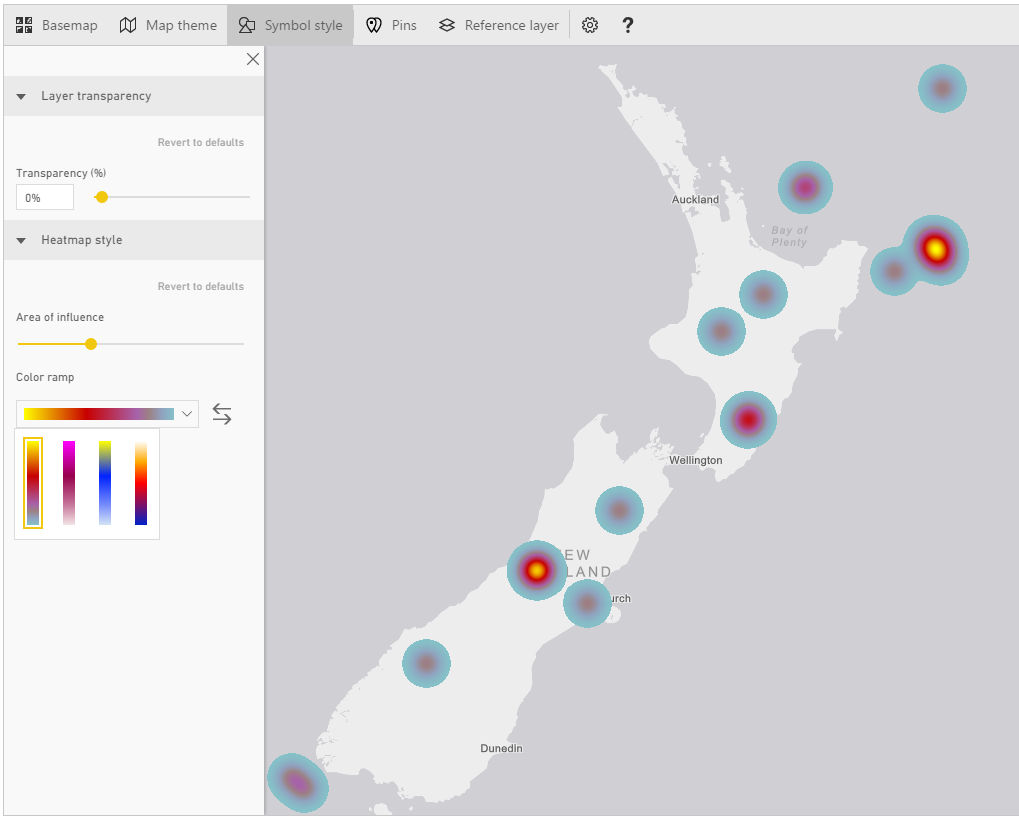 Basemap Map theme Symbol style Pins Reference layer ?
Layer transparency
Revert to defaults
Transparency (%)
0%
Heatmap style
Revert to defaults
Area of influence
Color ramp
Auckland
Bay of
Plenty
Wellington
EW
LAND
urch
Dunedin